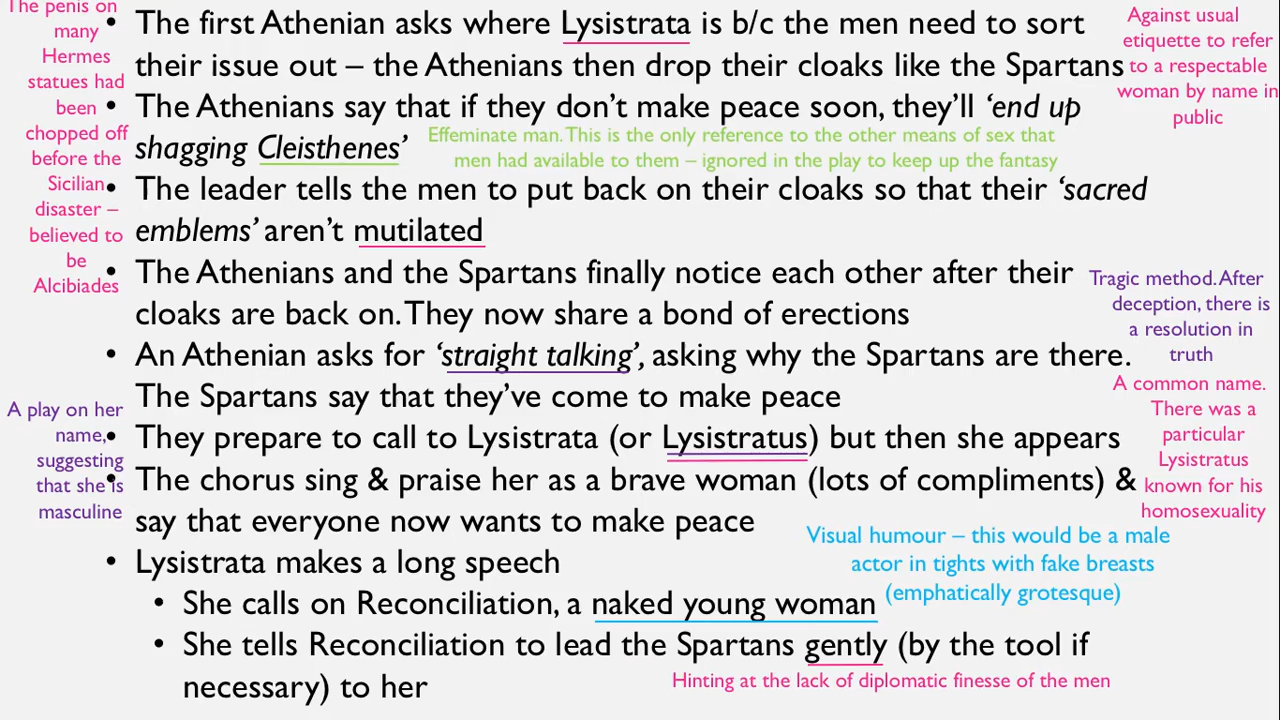 The penis on
many
Hermes
statues had
been
chopped off
before the
Sicilian
disaster –
believed to
be
Alcibiades
A play on her
name,
suggesting
that she is
masculine
• The first Athenian asks where Lysistrata is b/c the men need to sort
their issue out – the Athenians then drop their cloaks like the Spartans
• The Athenians say that if they don’t make peace soon, they’ll ‘end up
shagging Cleisthenes’
Effeminate man. This is the only reference to the other means of sex that
men had available to them – ignored in the play to keep up the fantasy
• The leader tells the men to put back on their cloaks so that their ‘sacred
emblems’ aren’t mutilated
• The Athenians and the Spartans finally notice each other after their
cloaks are back on. They now share a bond of erections
• An Athenian asks for ‘straight talking’, asking why the Spartans are there.
The Spartans say that they’ve come to make peace
• They prepare to call to Lysistrata (or Lysistratus) but then she appears
• The chorus sing & praise her as a brave woman (lots of compliments) &
say that everyone now wants to make peace
• Lysistrata makes a long speech
• She calls on Reconciliation, a naked young woman
• She tells Reconciliation to lead the Spartans gently (by the tool if
necessary) to her
Against usual
etiquette to refer
to a respectable
woman by name in
public
Tragic method. After
deception, there is
a resolution in
truth
A common name.
There was a
particular
Lysistratus
known for his
homosexuality
Visual humour – this would be a male
actor in tights with fake breasts
(emphatically grotesque)
Hinting at the lack of diplomatic finesse of the men